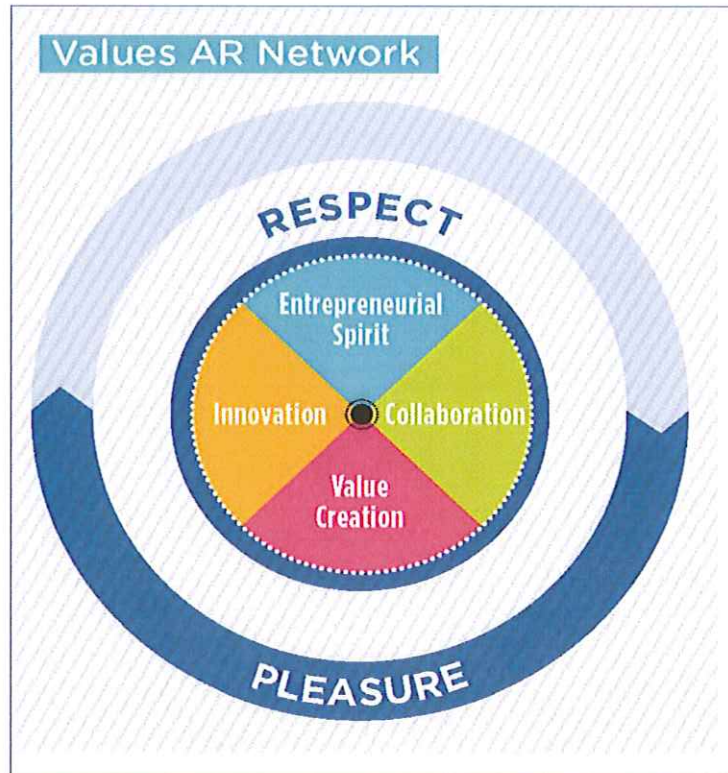 Values AR Network
RESPECT
Entrepreneurial
Spirit
Innovation
Collaboration
Value
Creation
PLEASURE